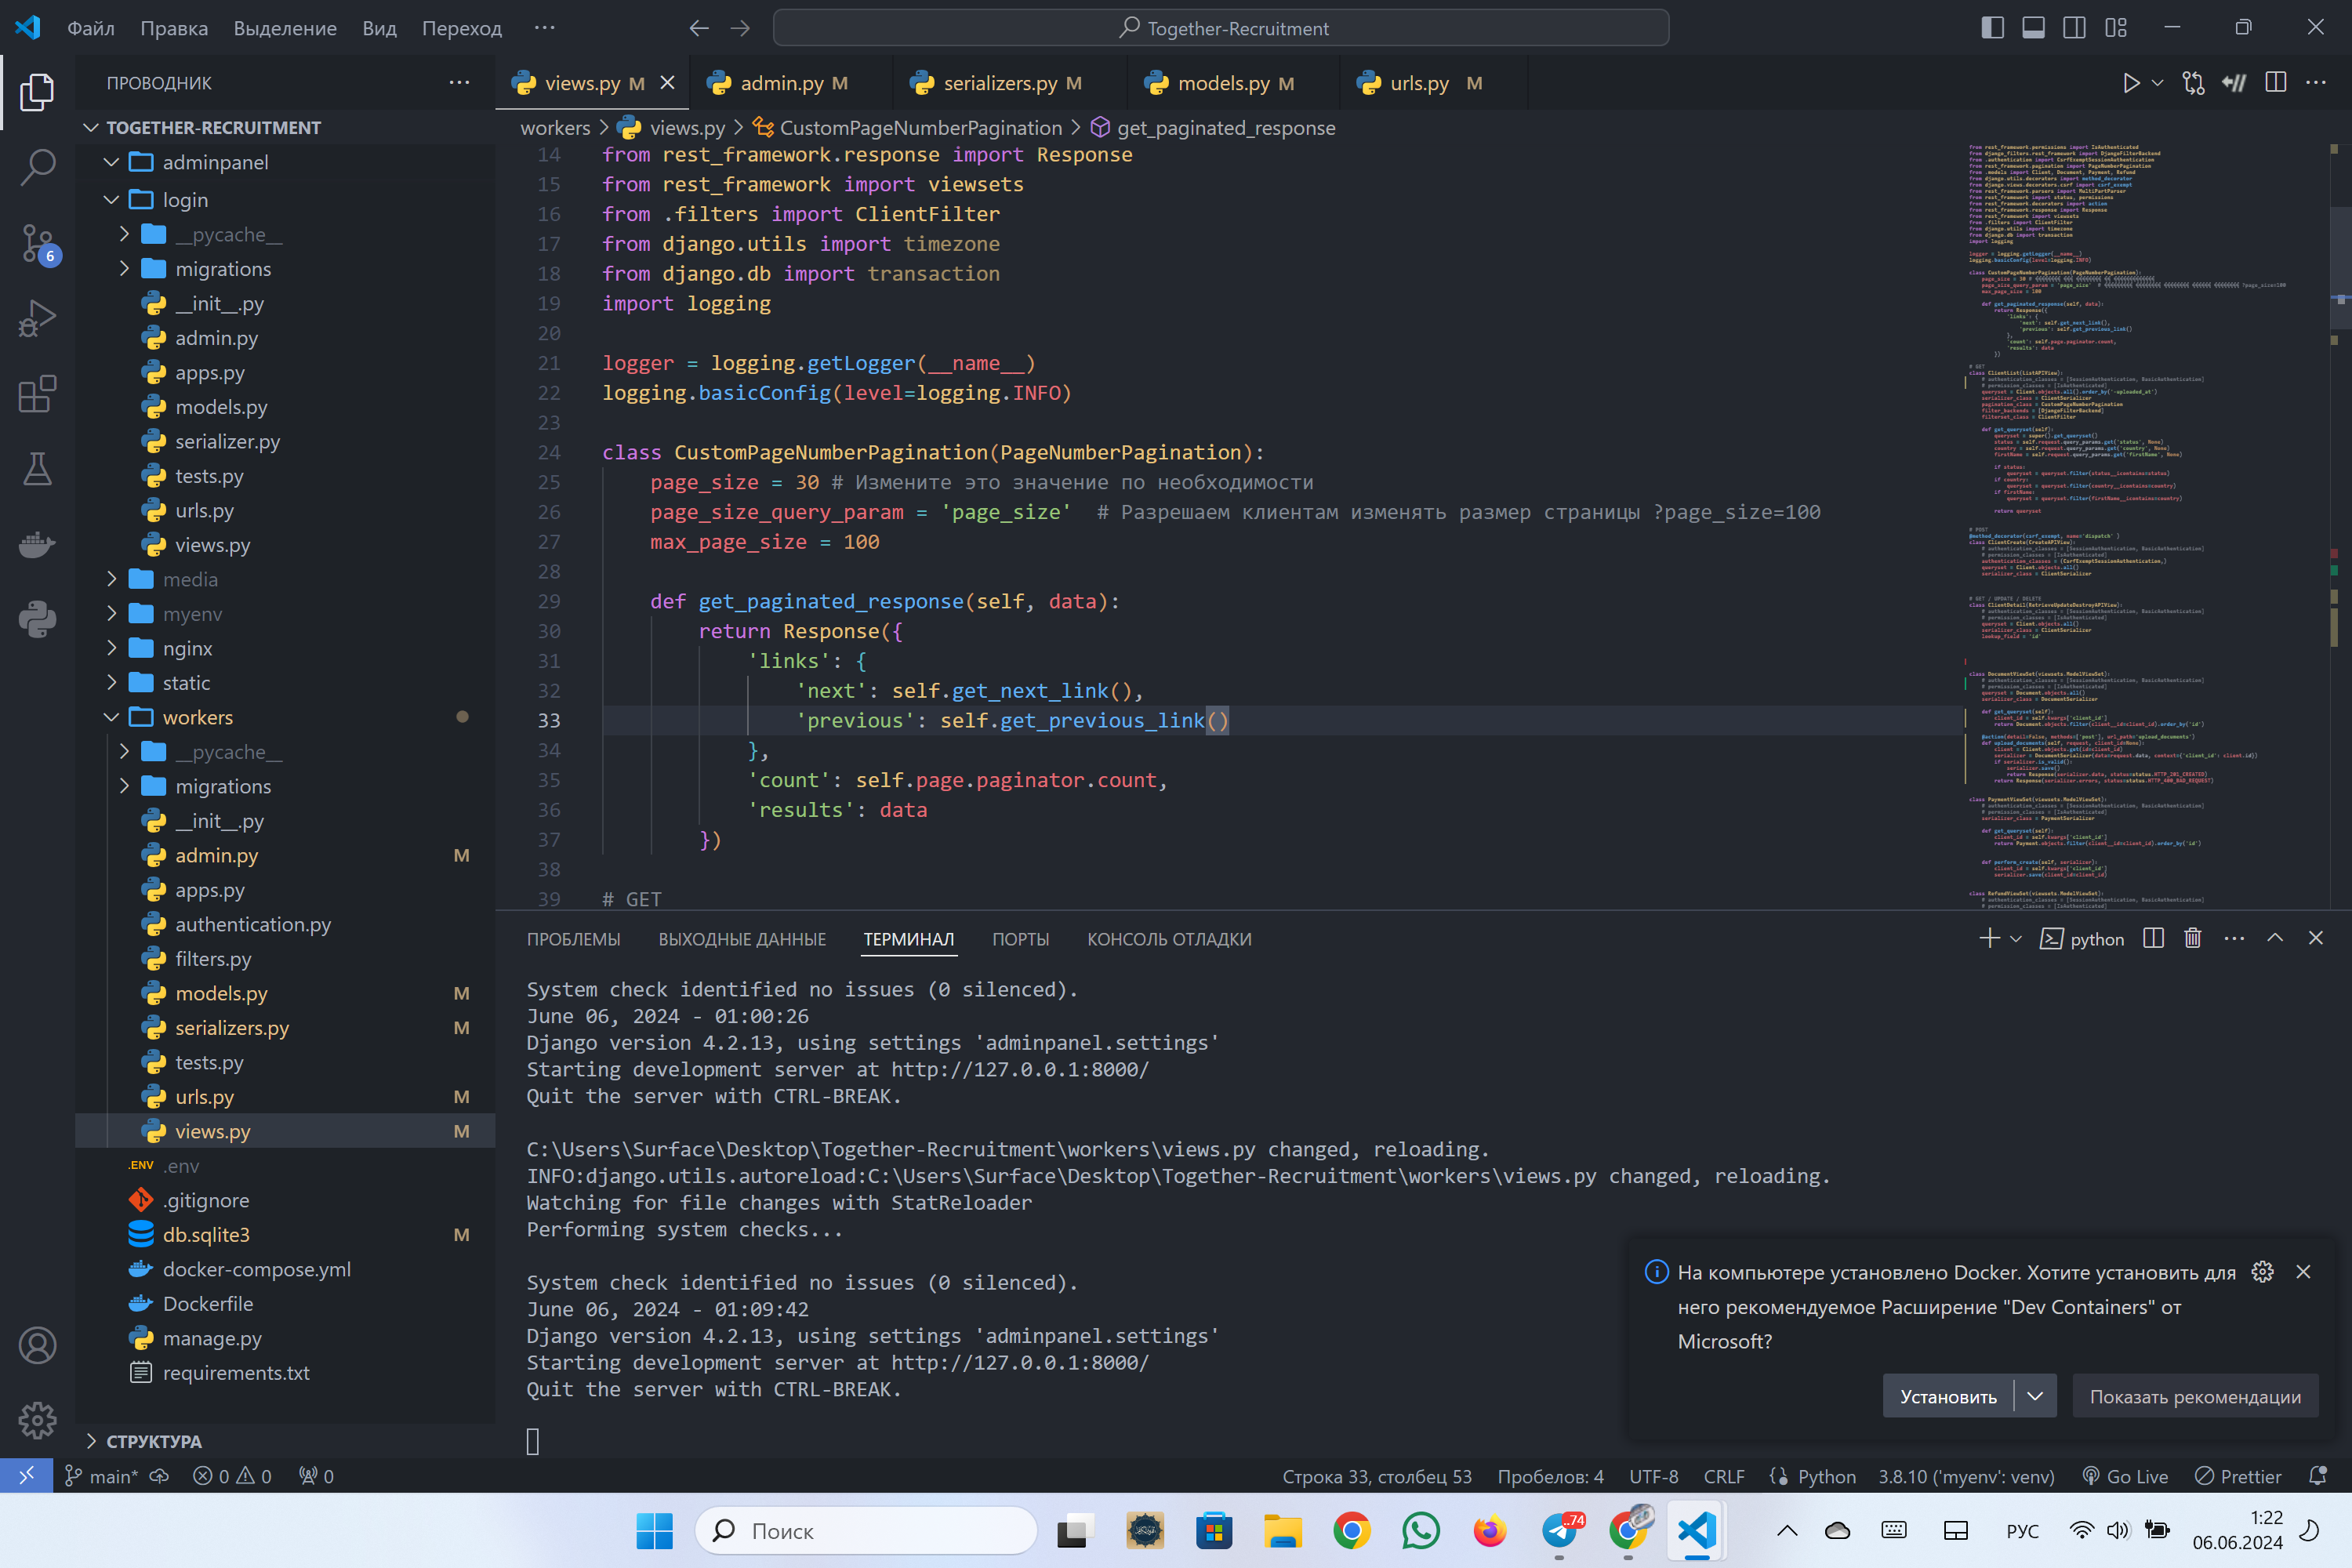 Файл Правка Выделение Вид Переход ··· Together-Recruitment
ПРОВОДНИК
TOGETHER-RECRUITMENT
adminpanel
login
__pycache__
migrations
__init__.py
admin.py
apps.py
models.py
serializer.py
tests.py
urls.py
views.py
media
myenv
nginx
static
workers
__pycache__
migrations
__init__.py
admin.py M
apps.py
authentication.py
filters.py
models.py M
serializers.py M
tests.py
urls.py M
views.py M
.ENV .env
.gitignore
db.sqlite3 M
docker-compose.yml
Dockerfile
manage.py
requirements.txt
СТРУКТУРА
6
views.py M admin.py M serializers.py M models.py M urls.py M
workers > views.py > CustomPageNumberPagination > get_paginated_response
14 from rest_framework.response import Response
15 from rest_framework import viewsets
16 from .filters import ClientFilter
17 from django.utils import timezone
18 from django.db import transaction
19 import logging
20
21 logger = logging.getLogger(__name__)
22 logging.basicConfig(level=logging.INFO)
23
24 class CustomPageNumberPagination(PageNumberPagination):
25 page_size = 30 # Измените это значение по необходимости
26 page_size_query_param = 'page_size'  # Разрешаем клиентам изменять размер страницы ?page_size=100
27 max_page_size = 100
28
29 def get_paginated_response(self, data):
30 return Response({
31 'links': {
32 'next': self.get_next_link(),
33 'previous': self.get_previous_link()
34 },
35 'count': self.page.paginator.count,
36 'results': data
37 })
38
39 # GET
ПРОБЛЕМЫ ВЫХОДНЫЕ ДАННЫЕ ТЕРМИНАЛ ПОРТЫ КОНСОЛЬ ОТЛАДКИ python
System check identified no issues (0 silenced).
June 06, 2024 - 01:00:26
Django version 4.2.13, using settings 'adminpanel.settings'
Starting development server at http://127.0.0.1:8000/
Quit the server with CTRL-BREAK.
C:\Users\Surface\Desktop\Together-Recruitment\workers\views.py changed, reloading.
INFO:django.utils.autoreload:C:\Users\Surface\Desktop\Together-Recruitment\workers\views.py changed, reloading.
Watching for file changes with StatReloader
Performing system checks...
System check identified no issues (0 silenced).
June 06, 2024 - 01:09:42
Django version 4.2.13, using settings 'adminpanel.settings'
Starting development server at http://127.0.0.1:8000/
Quit the server with CTRL-BREAK.
На компьютере установлено Docker. Хотите установить для
него рекомендуемое Расширение "Dev Containers" от
Microsoft?
Установить Показать рекомендации
main* 0 0 0 Строка 33, столбец 53 Пробелов: 4 UTF-8 CRLF Python 3.8.10 ('myenv': venv) Go Live Prettier
Поиск ..74 РУС 1:22
06.06.2024